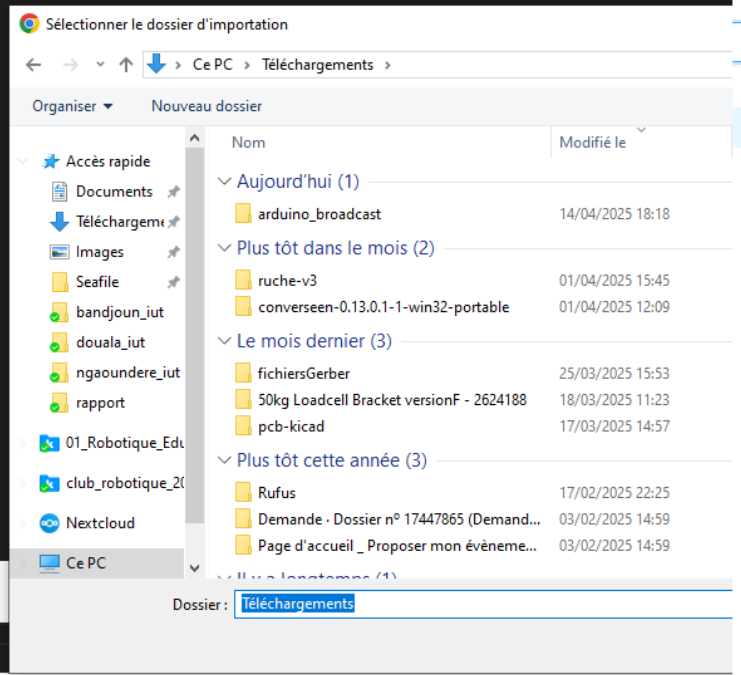 Sélectionner le dossier d'importation
Ce PC > Téléchargements >
Organiser
Nouveau dossier
Nom
Modifié le
Accès rapide
Documents
Téléchargeme
Images
Seafile
bandjoun_iut
douala_iut
ngaoundere_iut
rapport
01_Robotique_Edu
club_robotique_20
Nextcloud
Ce PC
Aujourd'hui (1)
arduino_broadcast 14/04/2025 18:18
Plus tôt dans le mois (2)
ruche-v3 01/04/2025 15:45
converseen-0.13.0.1-1-win32-portable 01/04/2025 12:09
Le mois dernier (3)
fichiersGerber 25/03/2025 15:53
50kg Loadcell Bracket versionF - 2624188 18/03/2025 11:23
pcb-kicad 17/03/2025 14:57
Plus tôt cette année (3)
Rufus 17/02/2025 22:25
Demande · Dossier nº 17447865 (Demand... 03/02/2025 14:59
Page d'accueil _ Proposer mon évèneme... 03/02/2025 14:59
Il y a longtemps (1)
Dossier : Téléchargements